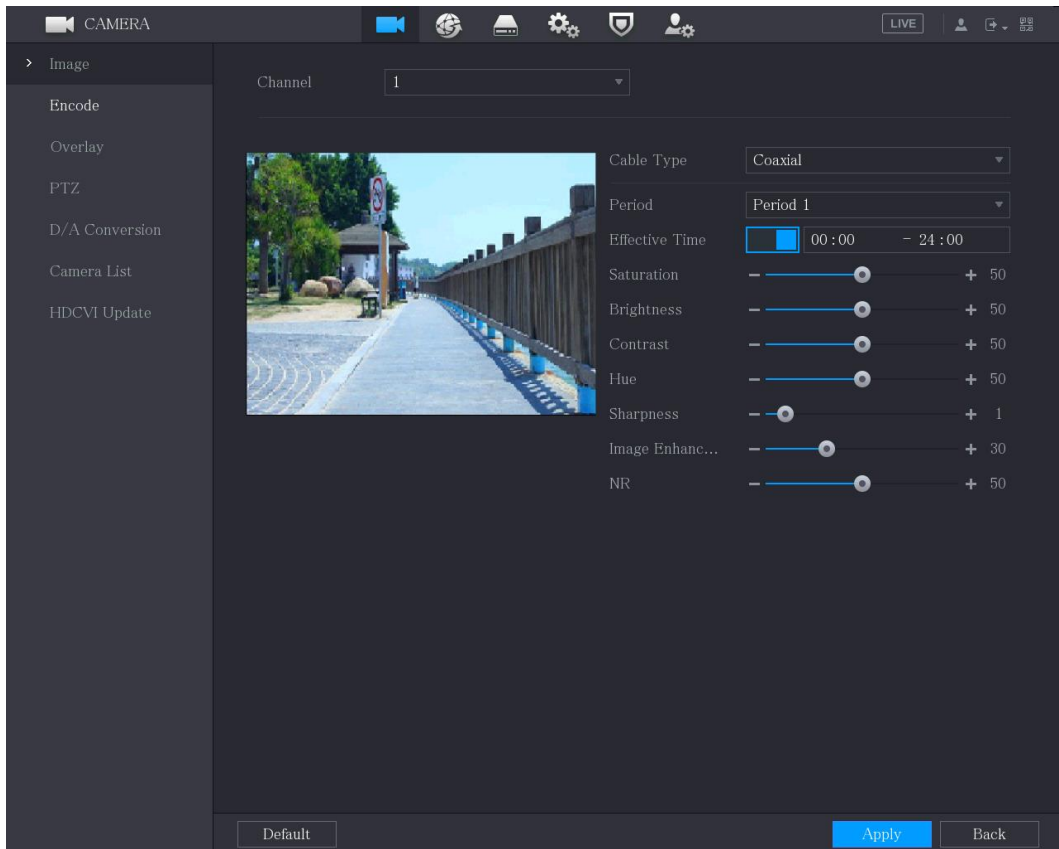 CAMERA
LIVE
Image
Encode
Overlay
PTZ
D/A Conversion
Camera List
HDCVI Update
Channel 1
Cable Type Coaxial
Period Period 1
Effective Time 00:00 - 24:00
Saturation 50
Brightness 50
Contrast 50
Hue 50
Sharpness 1
Image Enhanc... 30
NR 50
Default Apply Back